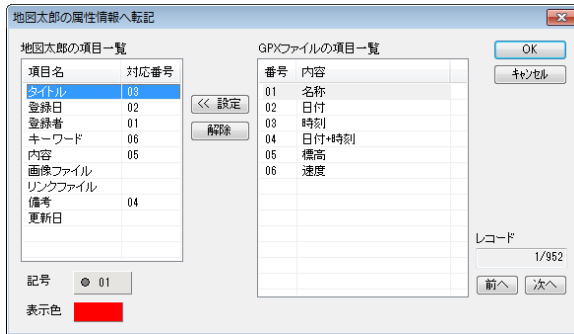 地図太郎の属性情報へ転記
地図太郎の項目一覧
項目名 対応番号
タイトル 03
登録日 02
登録者 01
キーワード 06
内容 05
画像ファイル
リンクファイル
備考 04
更新日
<< 設定
解除
GPXファイルの項目一覧
番号 内容
01 名称
02 日付
03 時刻
04 日付+時刻
05 標高
06 速度
OK
キャンセル
レコード
1/952
前へ 次へ
記号 01
表示色